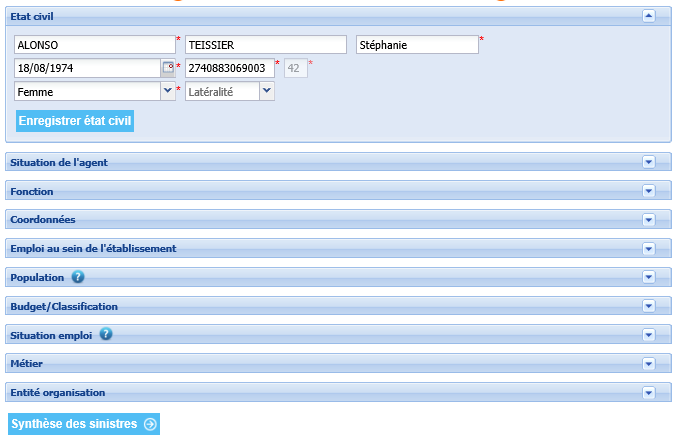 Etat civil
ALONSO * TEISSIER Stéphanie *
18/08/1974 * 2740883069003 * 42 *
Femme * Latéralité
Enregistrer état civil
Situation de l'agent
Fonction
Coordonnées
Emploi au sein de l'établissement
Population ?
Budget/Classification
Situation emploi ?
Métier
Entité organisation
Synthèse des sinistres